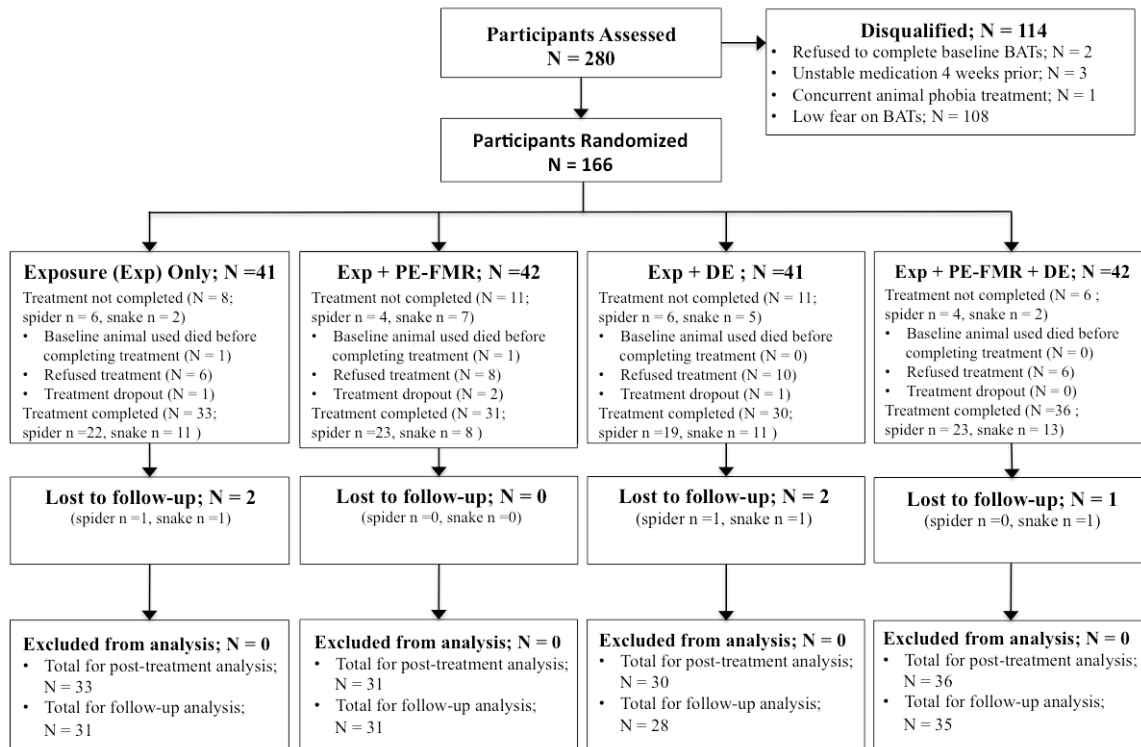 Participants Assessed
N = 280
Disqualified; N = 114
• Refused to complete baseline BATs; N = 2
• Unstable medication 4 weeks prior; N = 3
• Concurrent animal phobia treatment; N = 1
• Low fear on BATs; N = 108
Participants Randomized
N = 166
Exposure (Exp) Only; N =41
Treatment not completed (N = 8;
spider n = 6, snake n = 2)
• Baseline animal used died before
completing treatment (N = 1)
• Refused treatment (N = 6)
• Treatment dropout (N = 1)
Treatment completed (N = 33;
spider n =22, snake n = 11 )
Exp + PE-FMR; N =42
Treatment not completed (N = 11;
spider n = 4, snake n = 7)
• Baseline animal used died before
completing treatment (N = 1)
• Refused treatment (N = 8)
• Treatment dropout (N = 2)
Treatment completed (N = 31;
spider n =23, snake n = 8 )
Exp + DE ; N =41
Treatment not completed (N = 11;
spider n = 6, snake n = 5)
• Baseline animal used died before
completing treatment (N = 0)
• Refused treatment (N = 10)
• Treatment dropout (N = 1)
Treatment completed (N = 30;
spider n =19, snake n = 11 )
Exp + PE-FMR + DE; N =42
Treatment not completed (N = 6 ;
spider n = 4, snake n = 2)
• Baseline animal used died before
completing treatment (N = 0)
• Refused treatment (N = 6)
• Treatment dropout (N = 0)
Treatment completed (N =36 ;
spider n = 23, snake n = 13)
Lost to follow-up; N = 2
(spider n =1, snake n =1)
Lost to follow-up; N = 0
(spider n =0, snake n =0)
Lost to follow-up; N = 2
(spider n =1, snake n =1)
Lost to follow-up; N = 1
(spider n =0, snake n =1)
Excluded from analysis; N = 0
• Total for post-treatment analysis;
N = 33
• Total for follow-up analysis;
N = 31
Excluded from analysis; N = 0
• Total for post-treatment analysis;
N = 31
• Total for follow-up analysis;
N = 31
Excluded from analysis; N = 0
• Total for post-treatment analysis;
N = 30
• Total for follow-up analysis;
N = 28
Excluded from analysis; N = 0
• Total for post-treatment analysis;
N = 36
• Total for follow-up analysis;
N = 35